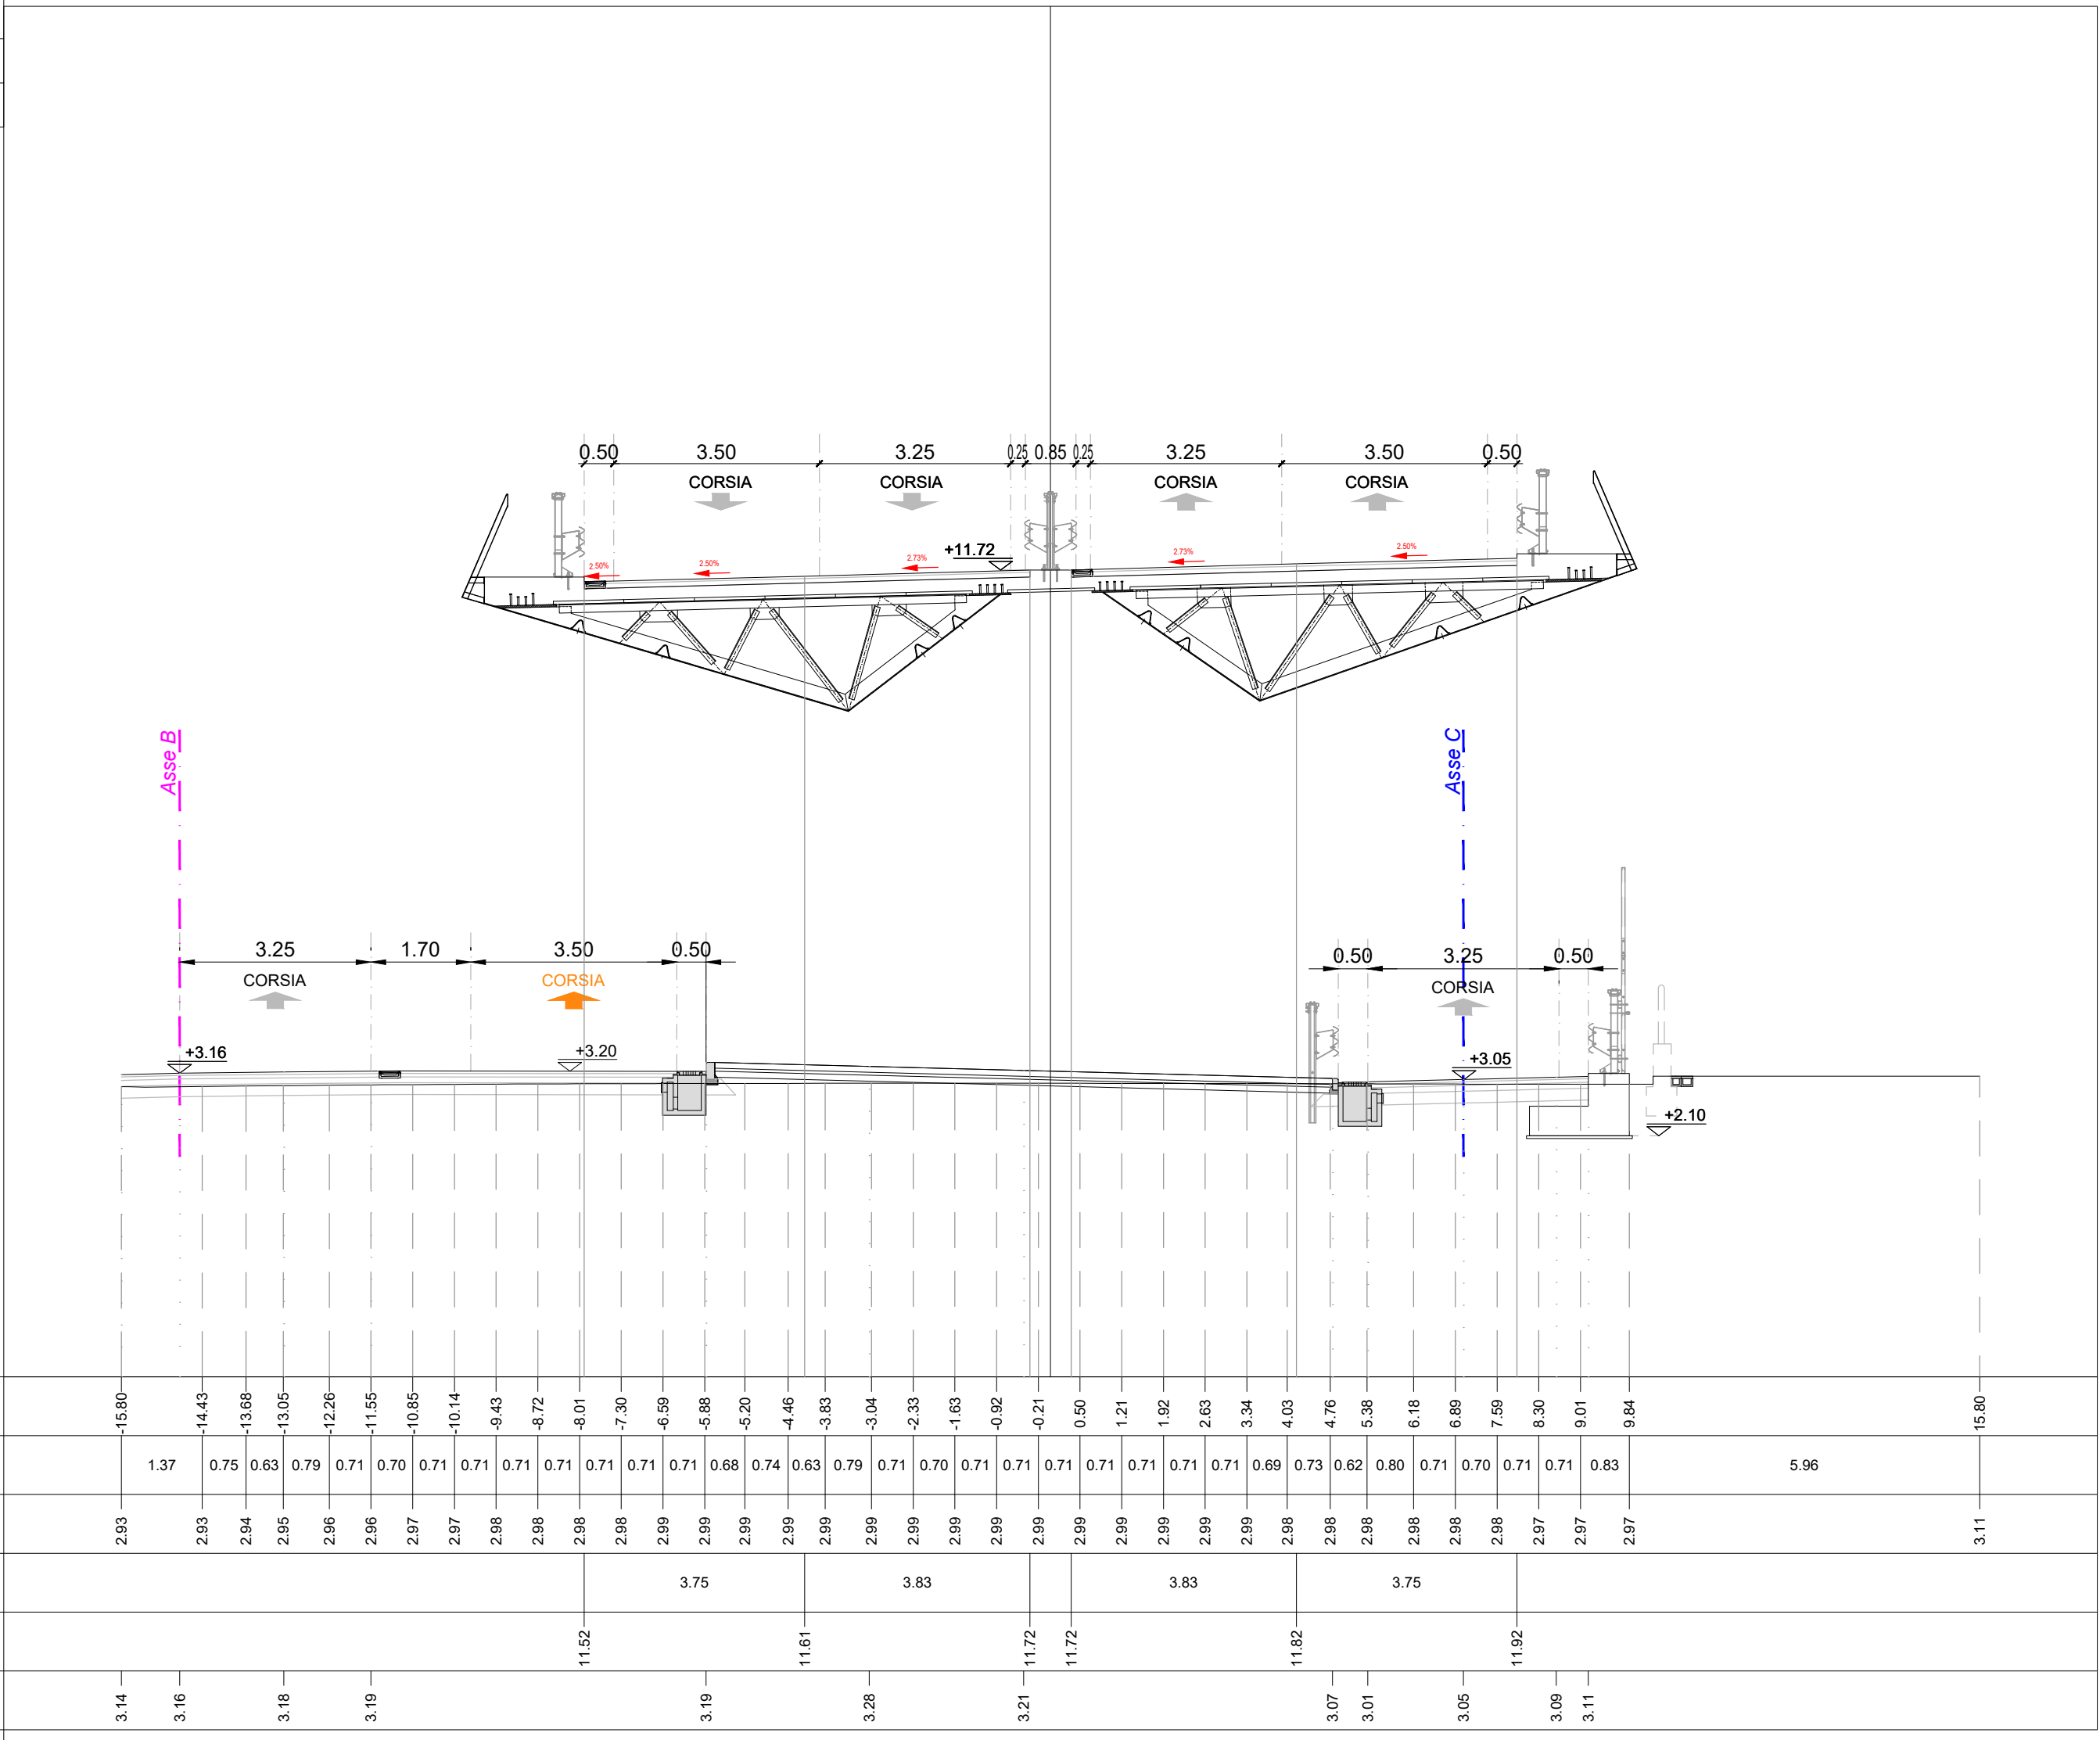 0.50 3.50 3.25 0.25 0.85 0.25 3.25 3.50 0.50
CORSIA CORSIA CORSIA CORSIA
+11.72
2.50% 2.50% 2.73% 2.73% 2.50%
Asse B
Asse C
3.25 1.70 3.50 0.50
CORSIA CORSIA
0.50 3.25 0.50
CORSIA
+3.16
+3.20
+3.05
+2.10
-15.80 -14.43 -13.68 -13.05 -12.26 -11.55 -10.85 -10.14 -9.43 -8.72 -8.01 -7.30 -6.59 -5.88 -5.20 -4.46 -3.83 -3.04 -2.33 -1.63 -0.92 -0.21 0.50 1.21 1.92 2.63 3.34 4.03 4.76 5.38 6.18 6.89 7.59 8.30 9.01 9.84 15.80
1.37 0.75 0.63 0.79 0.71 0.70 0.71 0.71 0.71 0.71 0.71 0.71 0.71 0.68 0.74 0.63 0.79 0.71 0.70 0.71 0.71 0.71 0.71 0.71 0.71 0.71 0.69 0.73 0.62 0.80 0.71 0.70 0.71 0.71 0.83 5.96
2.93 2.93 2.94 2.95 2.96 2.96 2.97 2.97 2.98 2.98 2.98 2.98 2.99 2.99 2.99 2.99 2.99 2.99 2.99 2.99 2.99 2.99 2.99 2.99 2.99 2.99 2.99 2.98 2.98 2.98 2.98 2.98 2.98 2.97 2.97 2.97 3.11
3.75 3.83 3.83 3.75
11.52 11.61 11.72 11.72 11.82 11.92
3.14 3.16 3.18 3.19 3.19 3.28 3.21 3.07 3.01 3.05 3.09 3.11